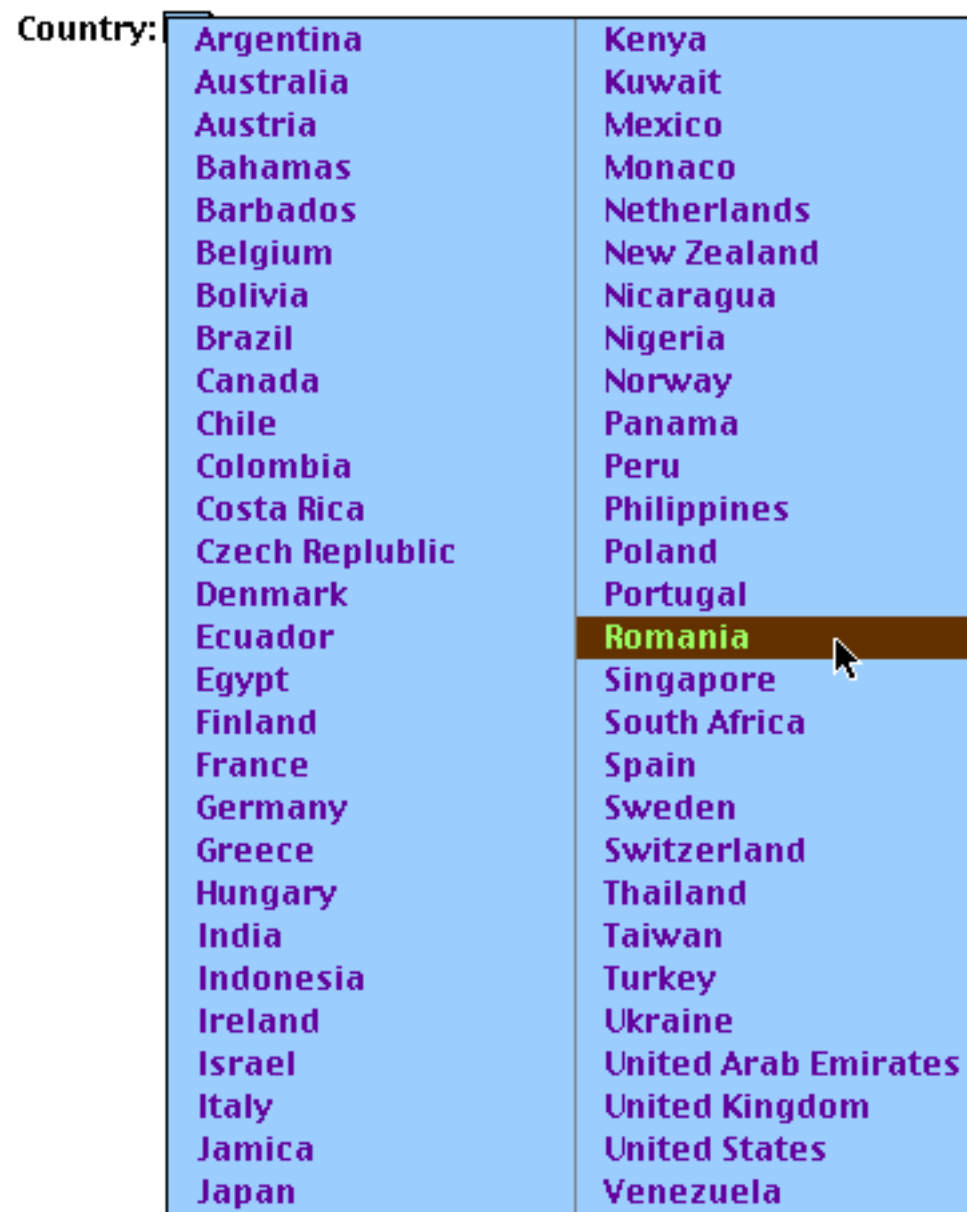 Country:
Argentina
Australia
Austria
Bahamas
Barbados
Belgium
Bolivia
Brazil
Canada
Chile
Colombia
Costa Rica
Czech Replublic
Denmark
Ecuador
Egypt
Finland
France
Germany
Greece
Hungary
India
Indonesia
Ireland
Israel
Italy
Jamica
Japan
Kenya
Kuwait
Mexico
Monaco
Netherlands
New Zealand
Nicaragua
Nigeria
Norway
Panama
Peru
Philippines
Poland
Portugal
Romania
Singapore
South Africa
Spain
Sweden
Switzerland
Thailand
Taiwan
Turkey
Ukraine
United Arab Emirates
United Kingdom
United States
Venezuela